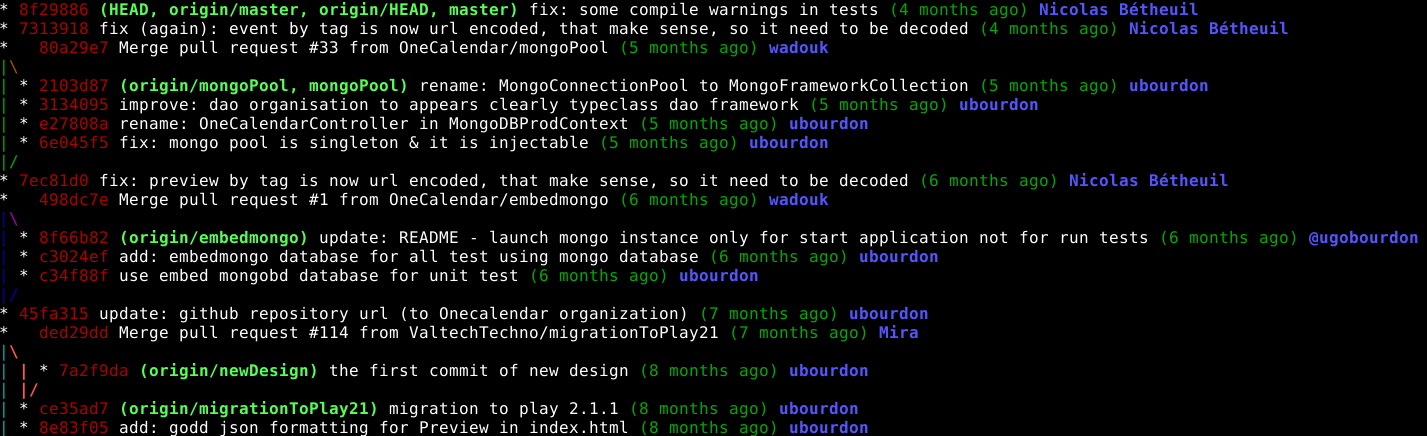 * 8f29886 (HEAD, origin/master, origin/HEAD, master) fix: some compile warnings in tests (4 months ago) Nicolas Bétheuil
* 7313918 fix (again): event by tag is now url encoded, that make sense, so it need to be decoded (4 months ago) Nicolas Bétheuil
*   80a29e7 Merge pull request #33 from OneCalendar/mongoPool (5 months ago) wadouk
|\
| * 2103d87 (origin/mongoPool, mongoPool) rename: MongoConnectionPool to MongoFrameworkCollection (5 months ago) ubourdon
| * 3134095 improve: dao organisation to appears clearly typeclass dao framework (5 months ago) ubourdon
| * e27808a rename: OneCalendarController in MongoDBProdContext (5 months ago) ubourdon
| * 6e045f5 fix: mongo pool is singleton & it is injectable (5 months ago) ubourdon
|/
* 7ec81d0 fix: preview by tag is now url encoded, that make sense, so it need to be decoded (6 months ago) Nicolas Bétheuil
*   498dc7e Merge pull request #1 from OneCalendar/embedmongo (6 months ago) wadouk
|\
| * 8f66b82 (origin/embedmongo) update: README - launch mongo instance only for start application not for run tests (6 months ago) @ugobourdon
| * c3024ef add: embedmongo database for all test using mongo database (6 months ago) ubourdon
| * c34f88f use embed mongobd database for unit test (6 months ago) ubourdon
|/
* 45fa315 update: github repository url (to Onecalendar organization) (7 months ago) ubourdon
*   ded29dd Merge pull request #114 from ValtechTechno/migrationToPlay21 (7 months ago) Mira
|\
| | * 7a2f9da (origin/newDesign) the first commit of new design (8 months ago) ubourdon
| |/
| * ce35ad7 (origin/migrationToPlay21) migration to play 2.1.1 (8 months ago) ubourdon
| * 8e83f05 add: godd json formatting for Preview in index.html (8 months ago) ubourdon